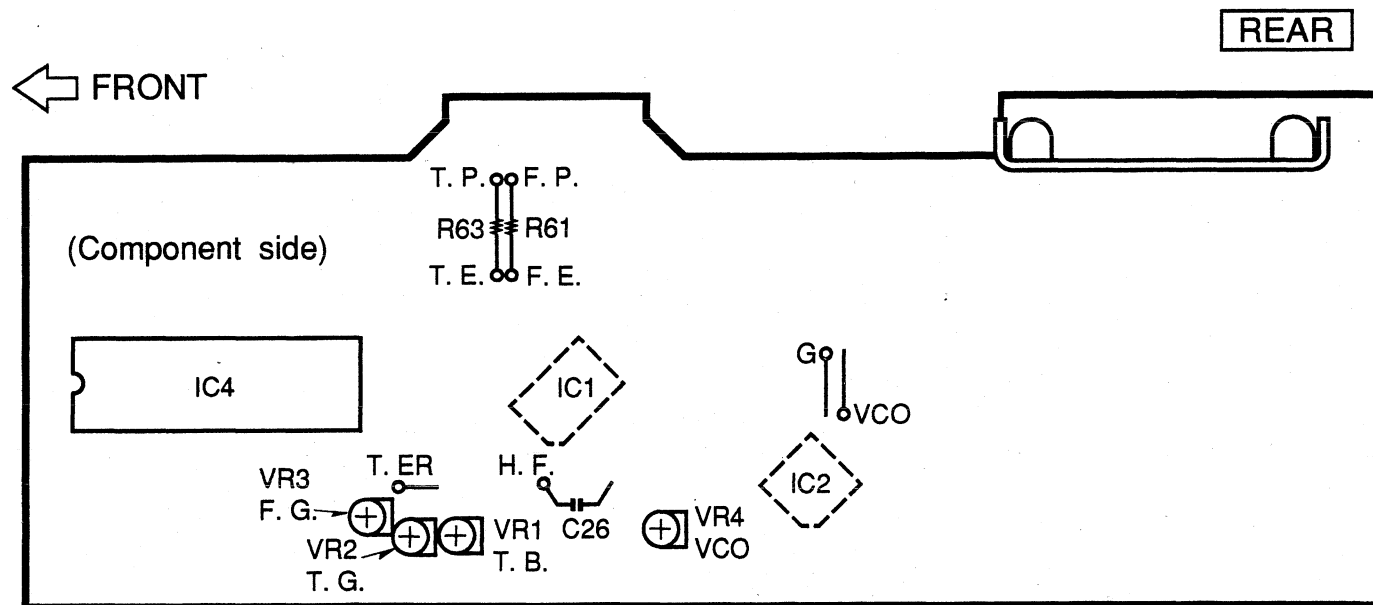 REAR
FRONT
T. P. F. P.
R63 R61
(Component side)
T. E. F. E.
IC4
IC1
G
VCO
T. ER
H. F.
IC2
VR3
F. G.
C26
VR4
VCO
VR1
T. B.
VR2
T. G.